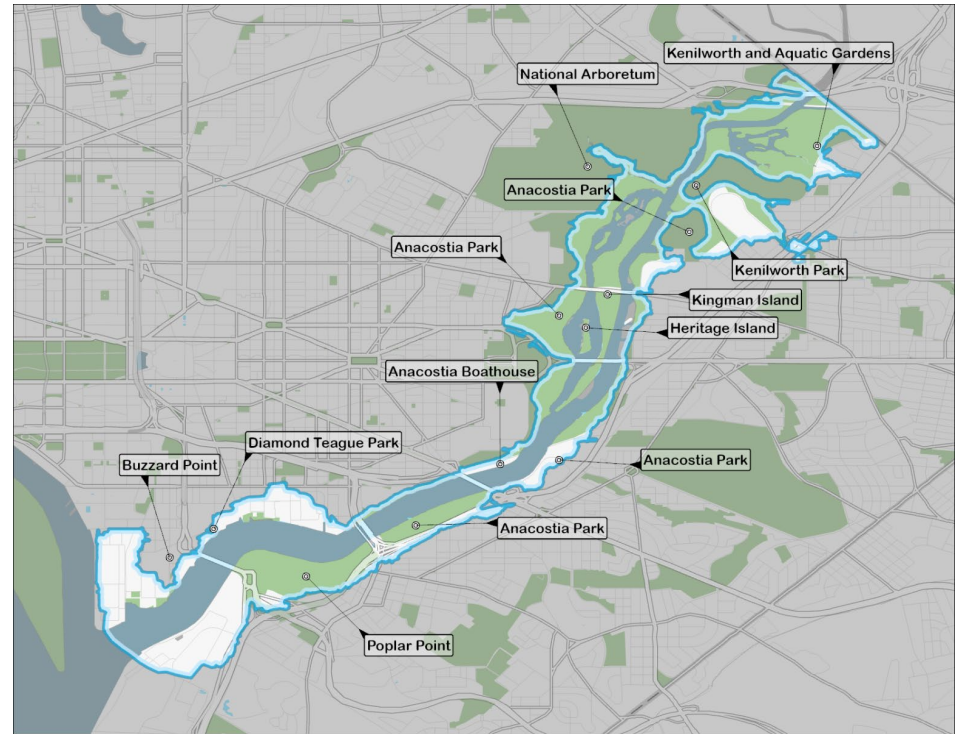 Kenilworth and Aquatic Gardens
National Arboretum
Anacostia Park
Anacostia Park
Kenilworth Park
Kingman Island
Heritage Island
Anacostia Boathouse
Diamond Teague Park
Buzzard Point
Anacostia Park
Anacostia Park
Poplar Point